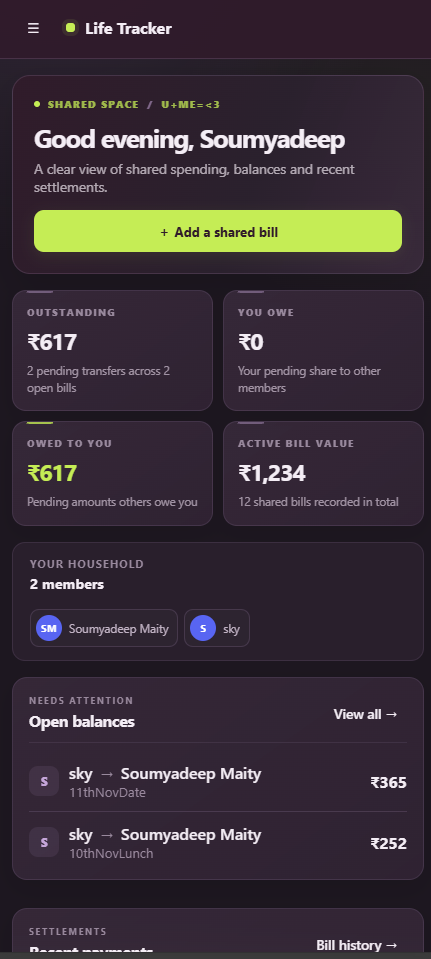 ☰ Life Tracker
SHARED SPACE / U+ME=<3
Good evening, Soumyadeep
A clear view of shared spending, balances and recent
settlements.
+ Add a shared bill
OUTSTANDING
₹617
2 pending transfers across 2
open bills
YOU OWE
₹0
Your pending share to other
members
OWED TO YOU
₹617
Pending amounts others owe you
ACTIVE BILL VALUE
₹1,234
12 shared bills recorded in total
YOUR HOUSEHOLD
2 members
SM Soumyadeep Maity
S sky
NEEDS ATTENTION
Open balances
View all →
S sky → Soumyadeep Maity
11thNovDate
₹365
S sky → Soumyadeep Maity
10thNovLunch
₹252
SETTLEMENTS
Recent payments
Bill history →